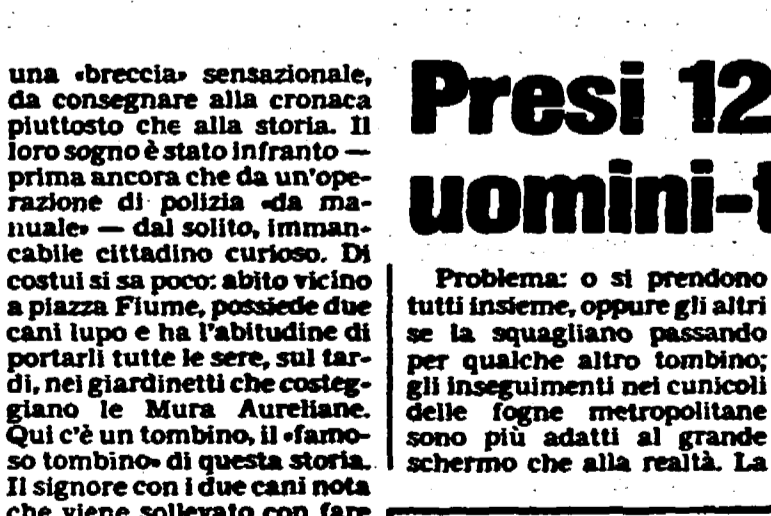 una «breccia» sensazionale,
da consegnare alla cronaca
piuttosto che alla storia. Il
loro sogno è stato infranto —
prima ancora che da un'ope-
razione di polizia «da ma-
nuale» — dal solito, imman-
cabile cittadino curioso. Di
costui si sa poco: abito vicino
a piazza Fiume, possiede due
cani lupo e ha l'abitudine di
portarli tutte le sere, sul tar-
di, nei giardinetti che costeg-
giano le Mura Aureliane.
Qui c'è un tombino, il «famo-
so tombino» di questa storia.
Il signore con i due cani nota
che viene sollevato con fare
Presi 12
uomini-t
Problema: o si prendono
tutti insieme, oppure gli altri
se la squagliano passando
per qualche altro tombino;
gli inseguimenti nei cunicoli
delle fogne metropolitane
sono più adatti al grande
schermo che alla realtà. La